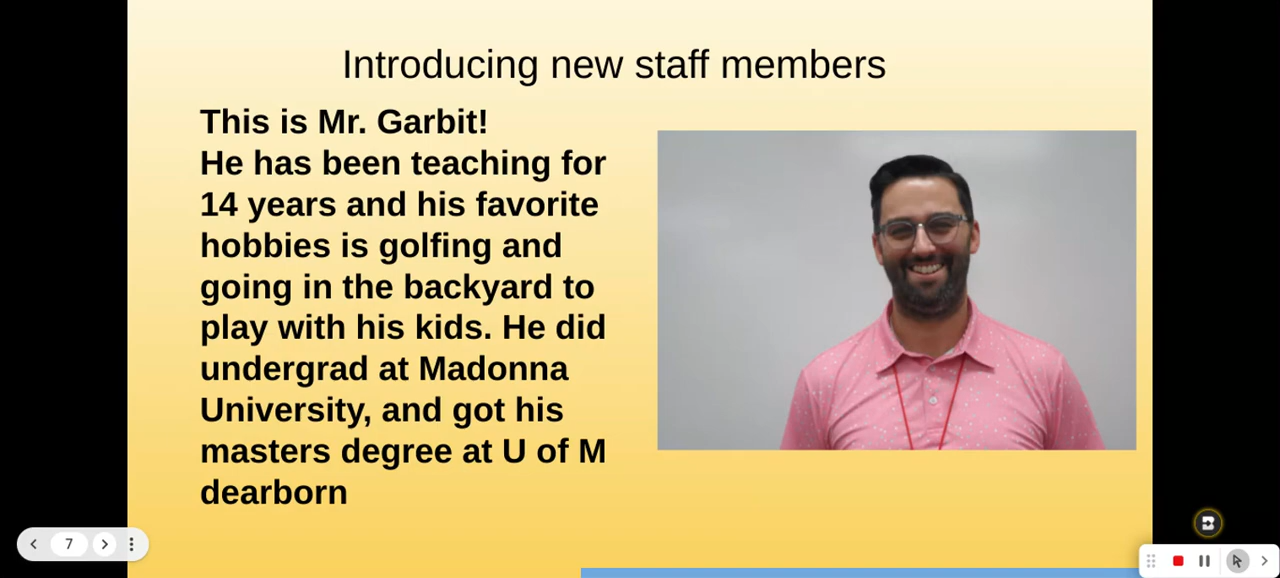 Introducing new staff members
This is Mr. Garbit!
He has been teaching for
14 years and his favorite
hobbies is golfing and
going in the backyard to
play with his kids. He did
undergrad at Madonna
University, and got his
masters degree at U of M
dearborn
7